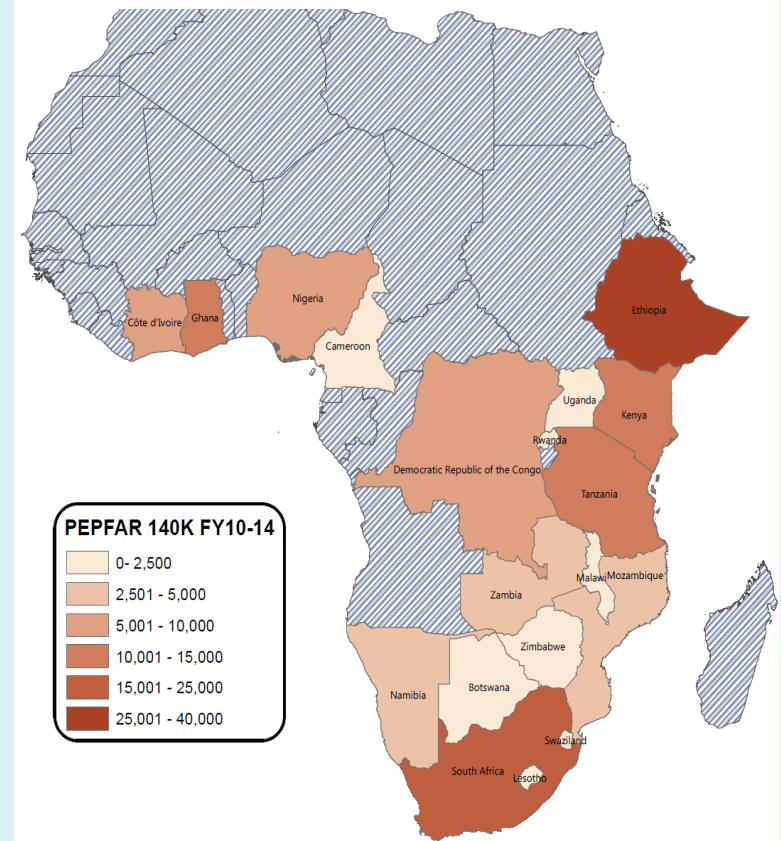 Nigeria
Côte d'Ivoire
Ghana
Cameroon
Ethiopia
Uganda
Kenya
Rwanda
Democratic Republic of the Congo
Tanzania
Malawi
Mozambique
Zambia
Zimbabwe
Namibia
Botswana
Swaziland
South Africa
Lesotho
PEPFAR 140K FY10-14
0- 2,500
2,501 - 5,000
5,001 - 10,000
10,001 - 15,000
15,001 - 25,000
25,001 - 40,000